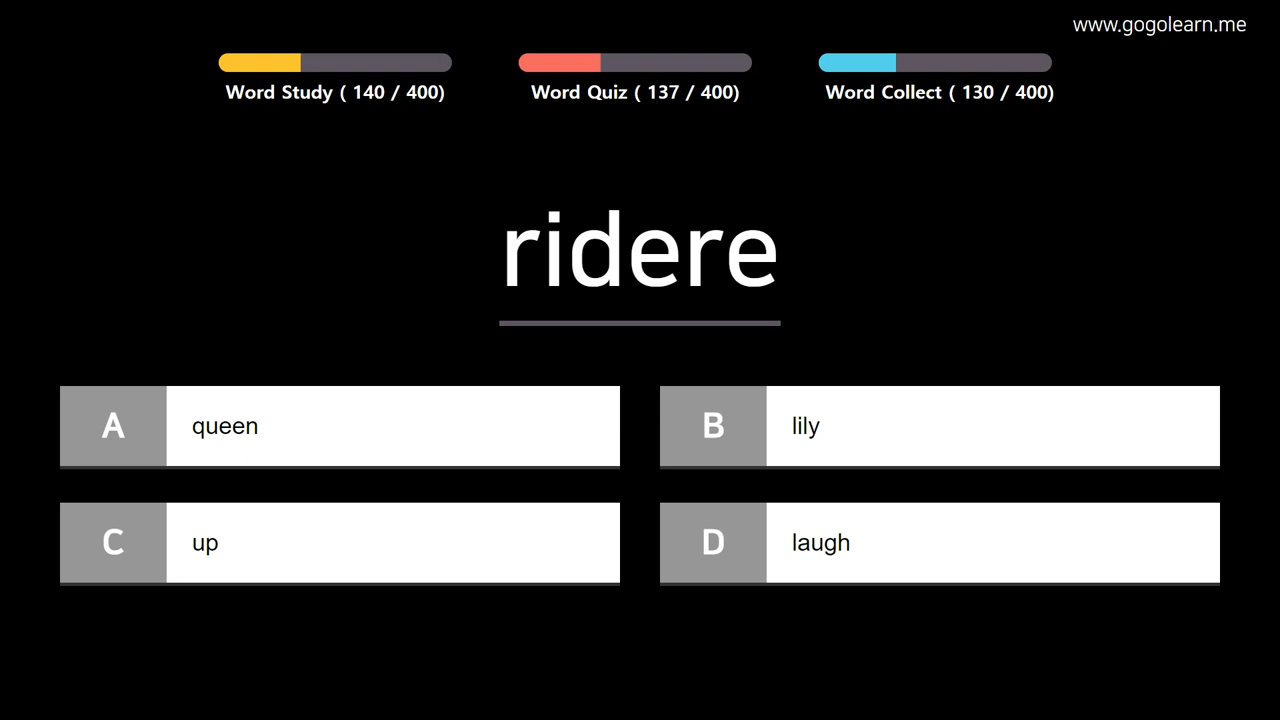 www.gogolearn.me
Word Study ( 140 / 400)
Word Quiz ( 137 / 400)
Word Collect ( 130 / 400)
ridere
A queen
B lily
C up
D laugh